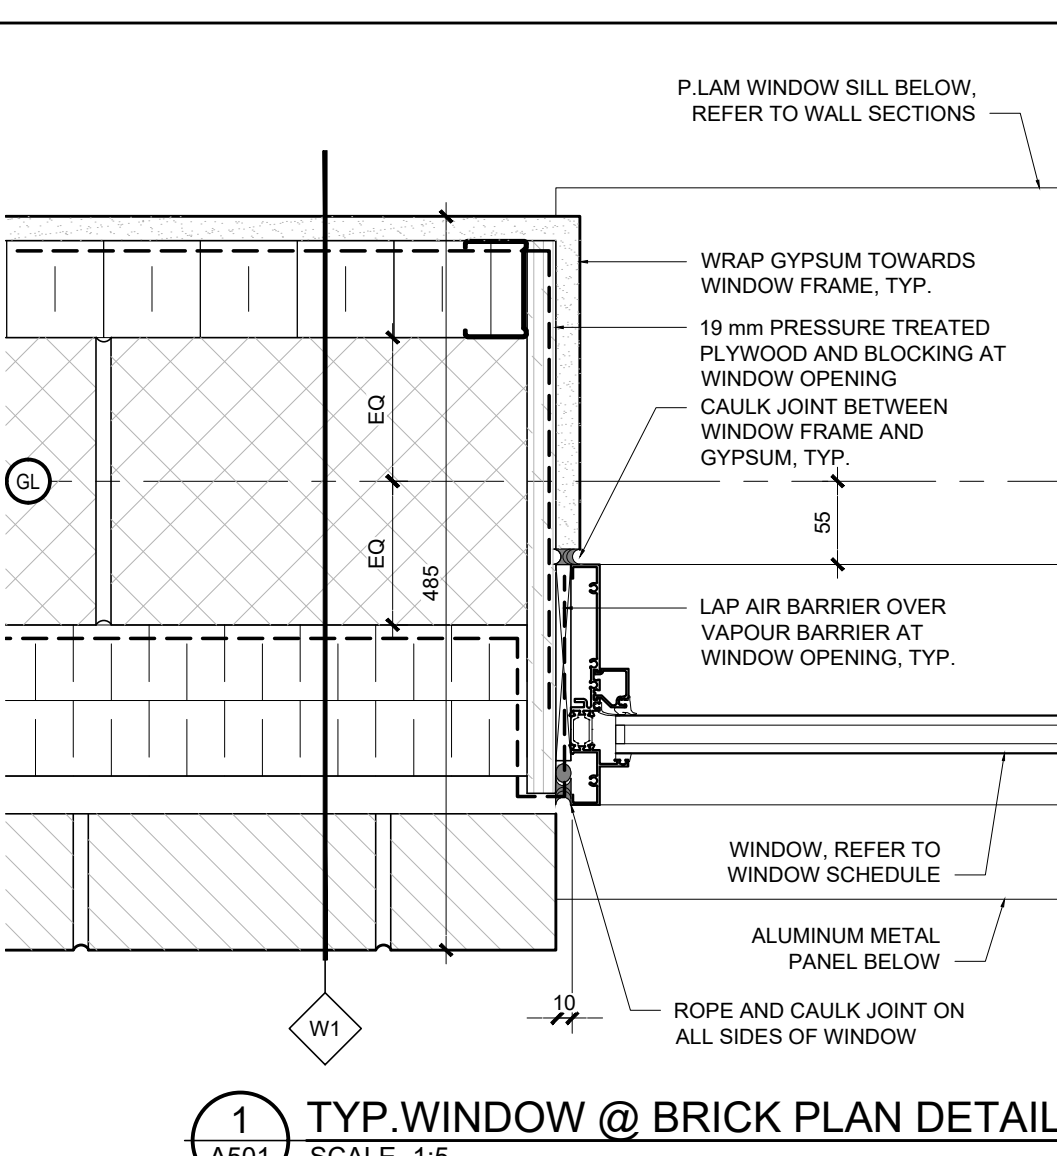 P.LAM WINDOW SILL BELOW,
REFER TO WALL SECTIONS
WRAP GYPSUM TOWARDS
WINDOW FRAME, TYP.
19 mm PRESSURE TREATED
PLYWOOD AND BLOCKING AT
WINDOW OPENING
CAULK JOINT BETWEEN
WINDOW FRAME AND
GYPSUM, TYP.
EQ
GL
55
EQ
485
LAP AIR BARRIER OVER
VAPOUR BARRIER AT
WINDOW OPENING, TYP.
WINDOW, REFER TO
WINDOW SCHEDULE
ALUMINUM METAL
PANEL BELOW
10
ROPE AND CAULK JOINT ON
ALL SIDES OF WINDOW
W1
1
TYP.WINDOW @ BRICK PLAN DETAIL
A501
SCALE 1:5